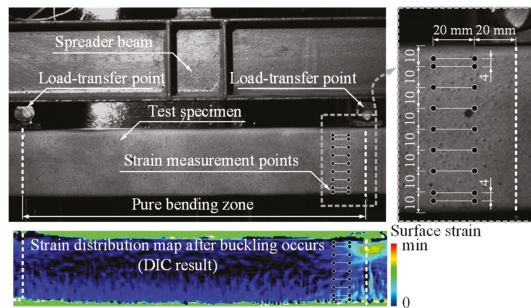 Spreader beam
Load-transfer point
Load-transfer point
Test specimen
Strain measurement points
Pure bending zone
20 mm 20 mm
10
10
10
10
10
10
10
10
4
4
Surface strain
min
0
Strain distribution map after buckling occurs
(DIC result)